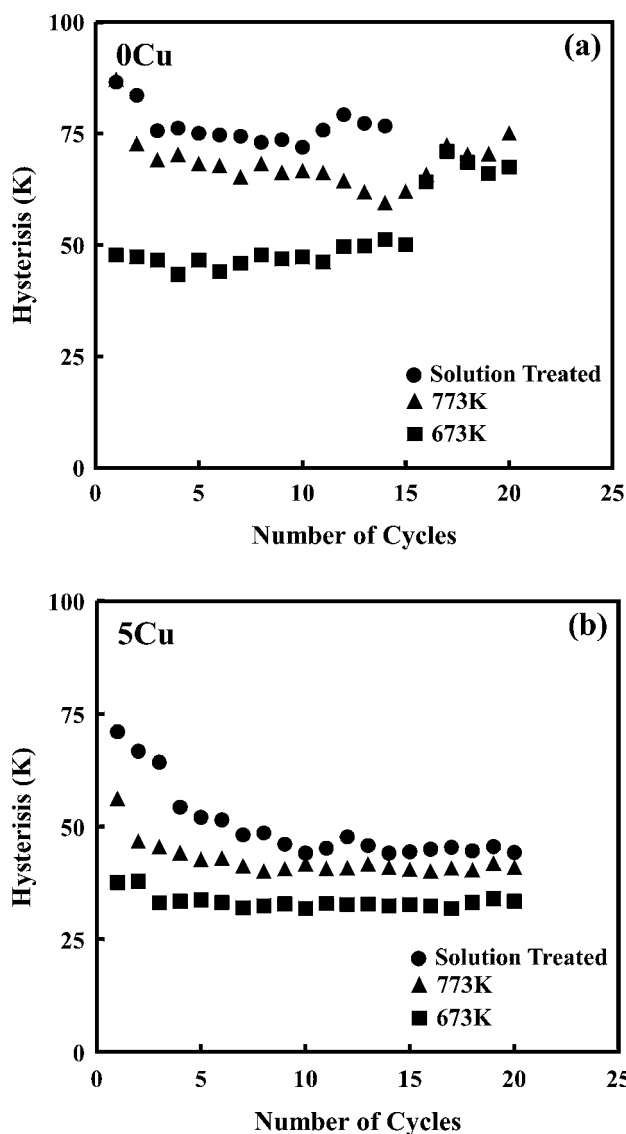 100
(a)
0Cu
75
Hysterisis (K)
50
25
Solution Treated
773K
673K
0
0 5 10 15 20 25
Number of Cycles
100
(b)
5Cu
75
Hysterisis (K)
50
25
Solution Treated
773K
673K
0
0 5 10 15 20 25
Number of Cycles